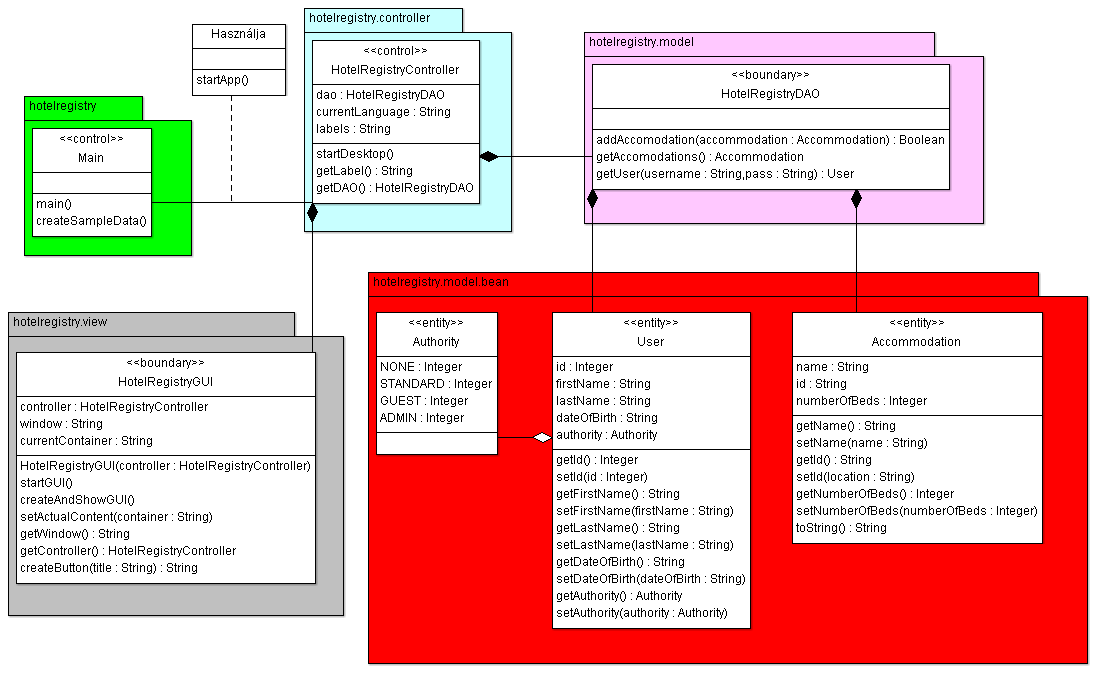 Használja
startApp()
hotelregistry.controller
<<control>>
HotelRegistryController
dao : HotelRegistryDAO
currentLanguage : String
labels : String
startDesktop()
getLabel() : String
getDAO() : HotelRegistryDAO
hotelregistry.model
<<boundary>>
HotelRegistryDAO
addAccomodation(accommodation : Accommodation) : Boolean
getAccomodations() : Accommodation
getUser(username : String,pass : String) : User
hotelregistry
<<control>>
Main
main()
createSampleData()
hotelregistry.view
<<boundary>>
HotelRegistryGUI
controller : HotelRegistryController
window : String
currentContainer : String
HotelRegistryGUI(controller : HotelRegistryController)
startGUI()
createAndShowGUI()
setActualContent(container : String)
getWindow() : String
getController() : HotelRegistryController
createButton(title : String) : String
hotelregistry.model.bean
<<entity>>
Authority
NONE : Integer
STANDARD : Integer
GUEST : Integer
ADMIN : Integer
<<entity>>
User
id : Integer
firstName : String
lastName : String
dateOfBirth : String
authority : Authority
getId() : Integer
setId(id : Integer)
getFirstName() : String
setFirstName(firstName : String)
getLastName() : String
setLastName(lastName : String)
getDateOfBirth() : String
setDateOfBirth(dateOfBirth : String)
getAuthority() : Authority
setAuthority(authority : Authority)
<<entity>>
Accommodation
name : String
id : String
numberOfBeds : Integer
getName() : String
setName(name : String)
getId() : String
setId(location : String)
getNumberOfBeds() : Integer
setNumberOfBeds(numberOfBeds : Integer)
toString() : String